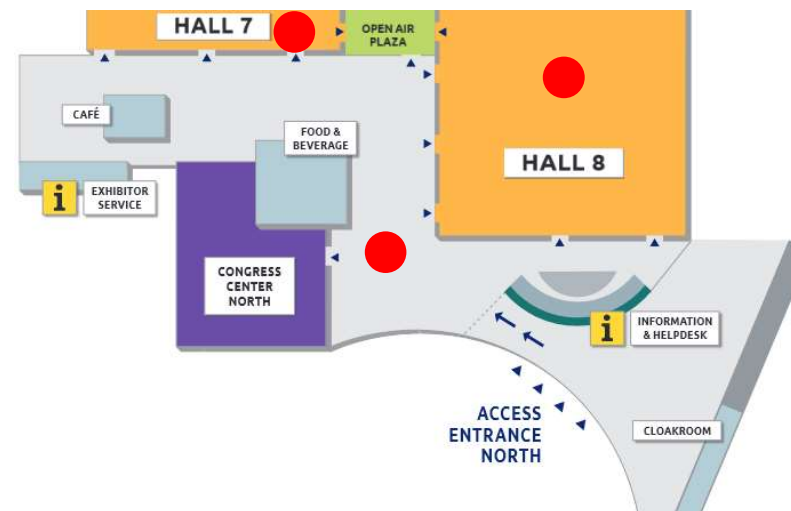 HALL 7
OPEN AIR
PLAZA
CAFÉ
FOOD &
BEVERAGE
HALL 8
i
EXHIBITOR
SERVICE
CONGRESS
CENTER
NORTH
i
INFORMATION
& HELPDESK
ACCESS
ENTRANCE
NORTH
CLOAKROOM